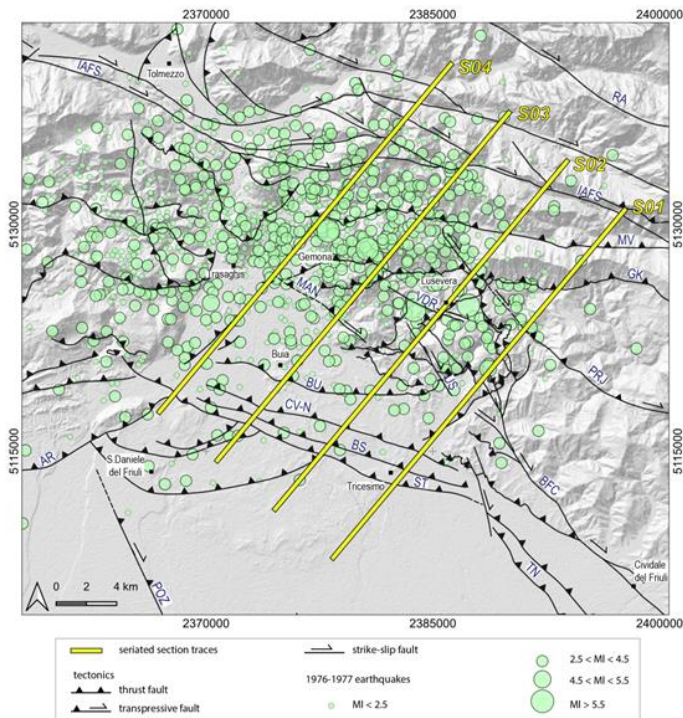 2370000 2385000 2400000
IAFS
Tolmezzo
S04
RA
S03
S02
IAFS
S01
5130000 5130000
MV
Gemona
Trasaghis
Lusevera
GK
MAN
VDR
Buia
BU
US
PRJ
CV-N
BS
5115000 5115000
AR
S.Daniele
del Friuli
Tricesimo
ST
BFC
POZ
TN
Cividale
del Friuli
0 2 4 km
2370000 2385000 2400000
seriated section traces
strike-slip fault
2.5 < Ml < 4.5
tectonics
1976-1977 earthquakes
4.5 < Ml < 5.5
thrust fault
transpressive fault
Ml < 2.5
Ml > 5.5